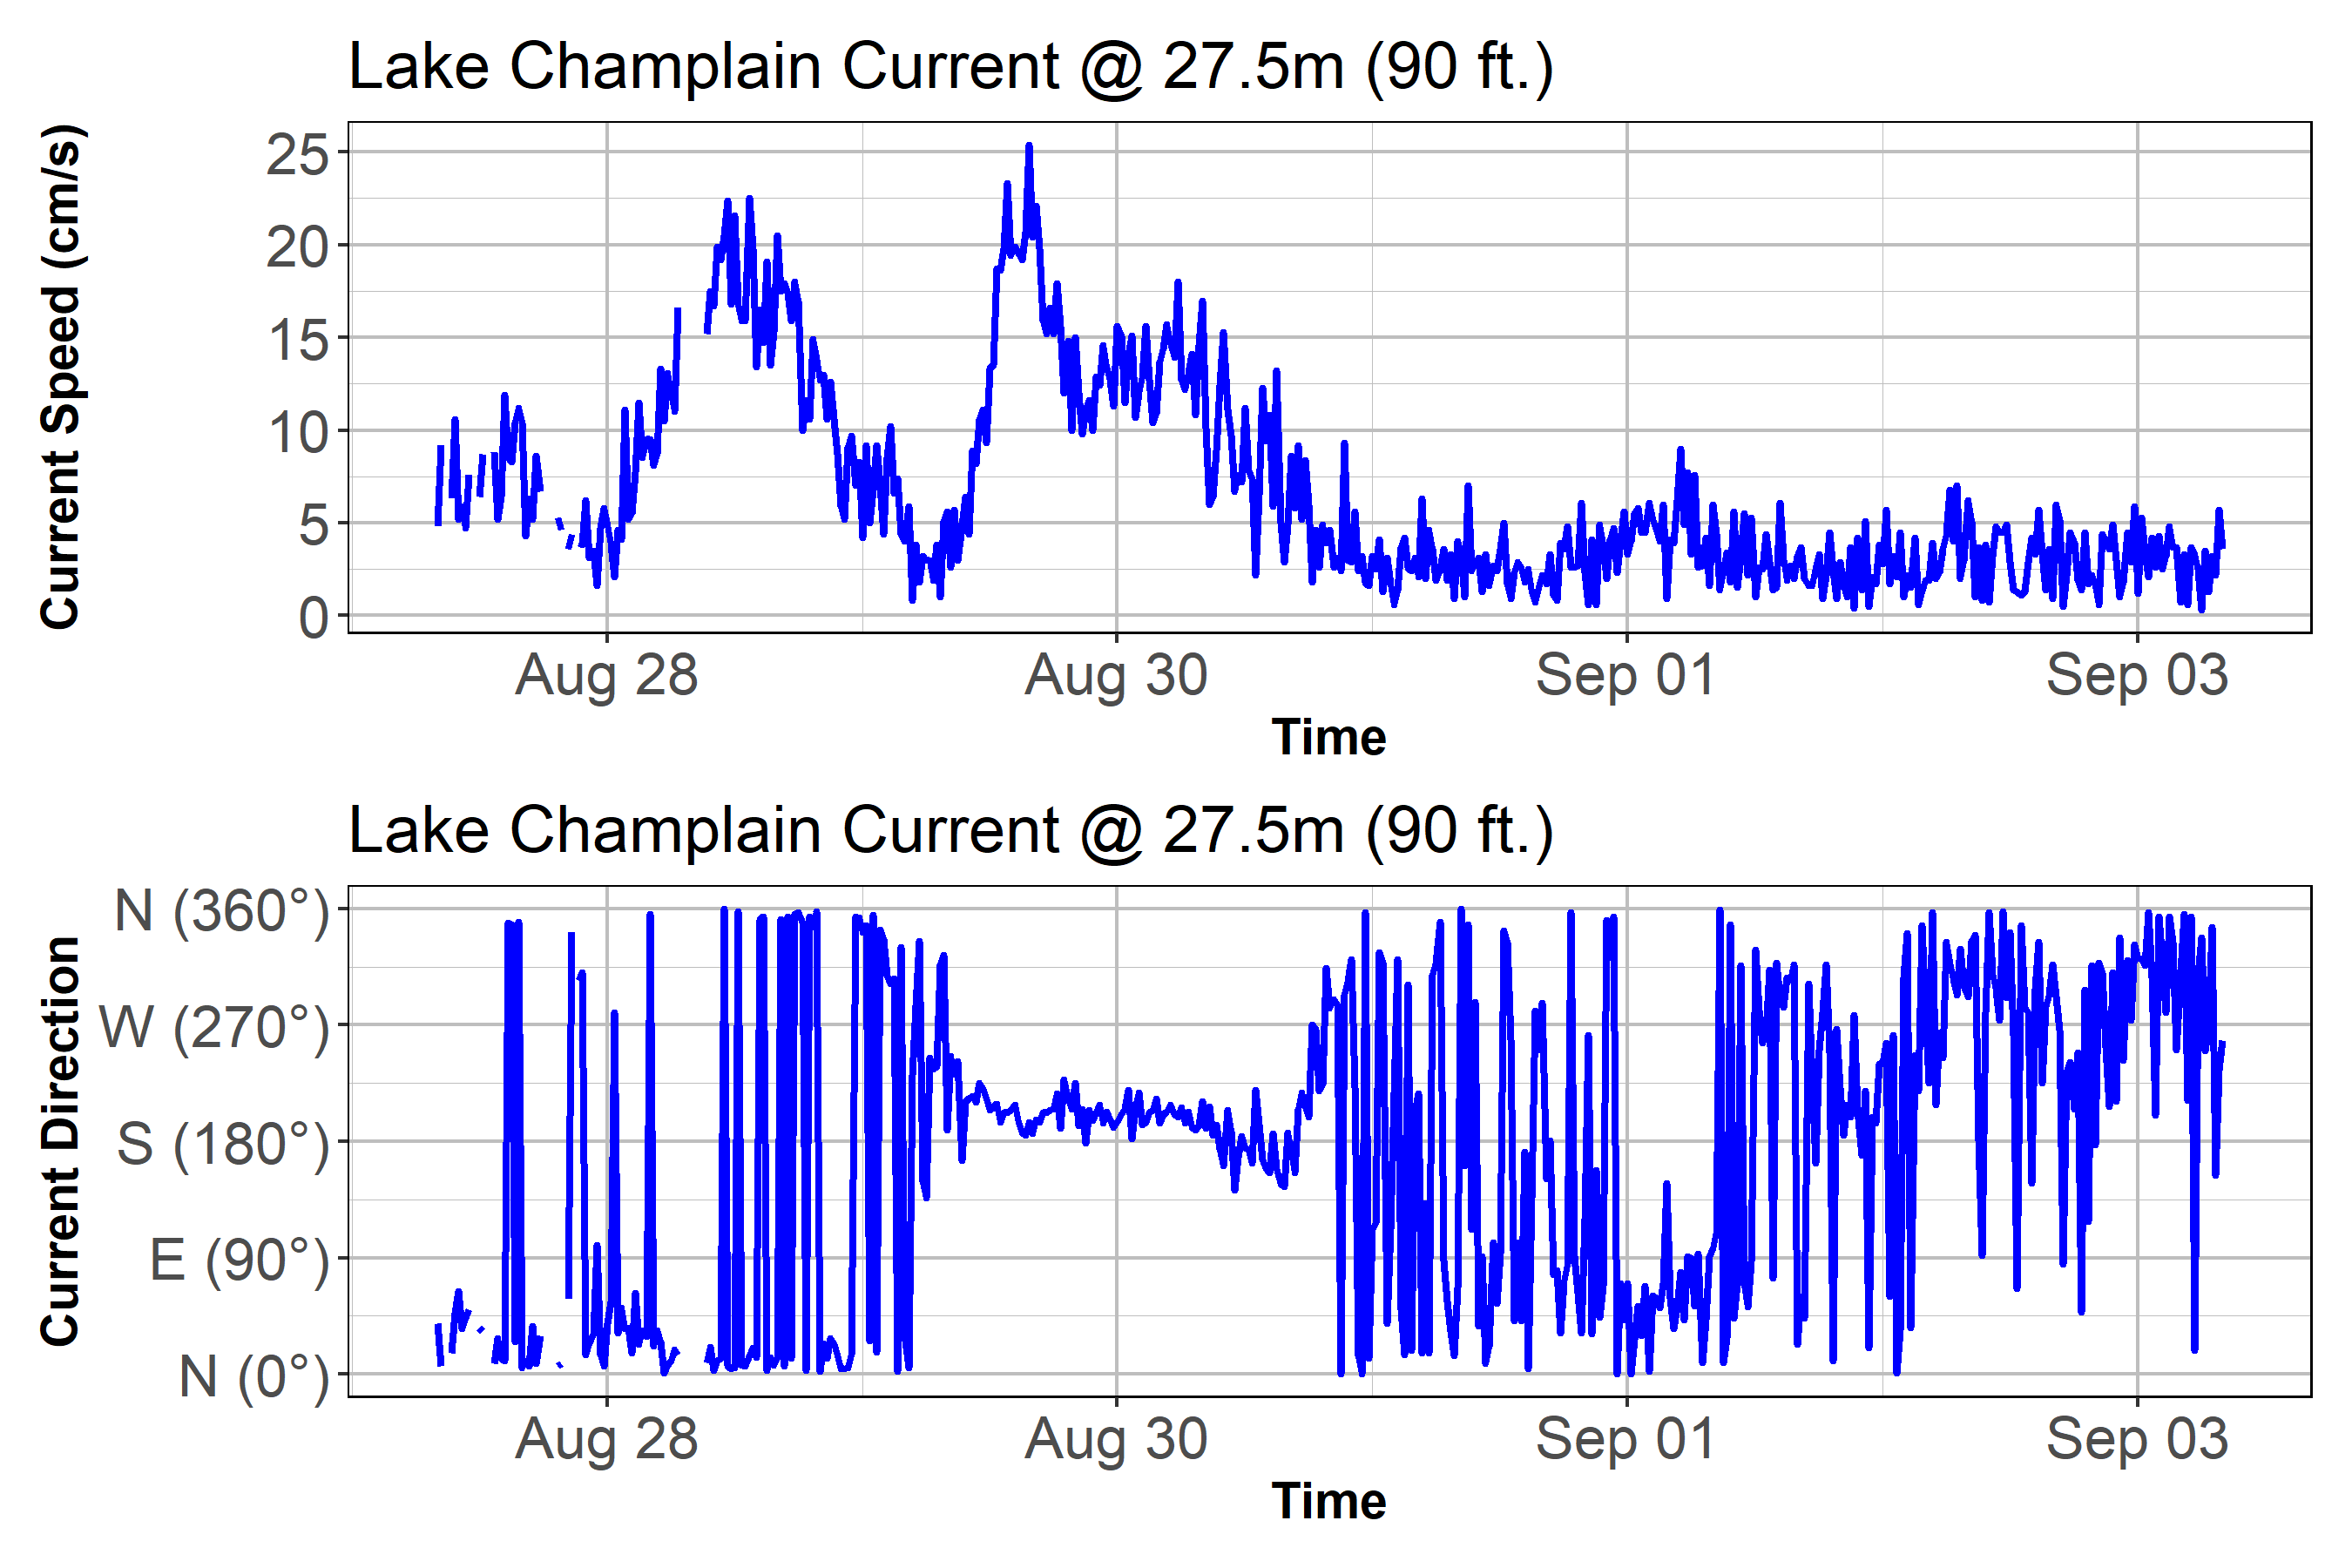 Lake Champlain Current @ 27.5m (90 ft.)
Current Speed (cm/s)
25
20
15
10
5
0
Aug 28 Aug 30 Sep 01 Sep 03
Time
Lake Champlain Current @ 27.5m (90 ft.)
Current Direction
N (360°)
W (270°)
S (180°)
E (90°)
N (0°)
Aug 28 Aug 30 Sep 01 Sep 03
Time